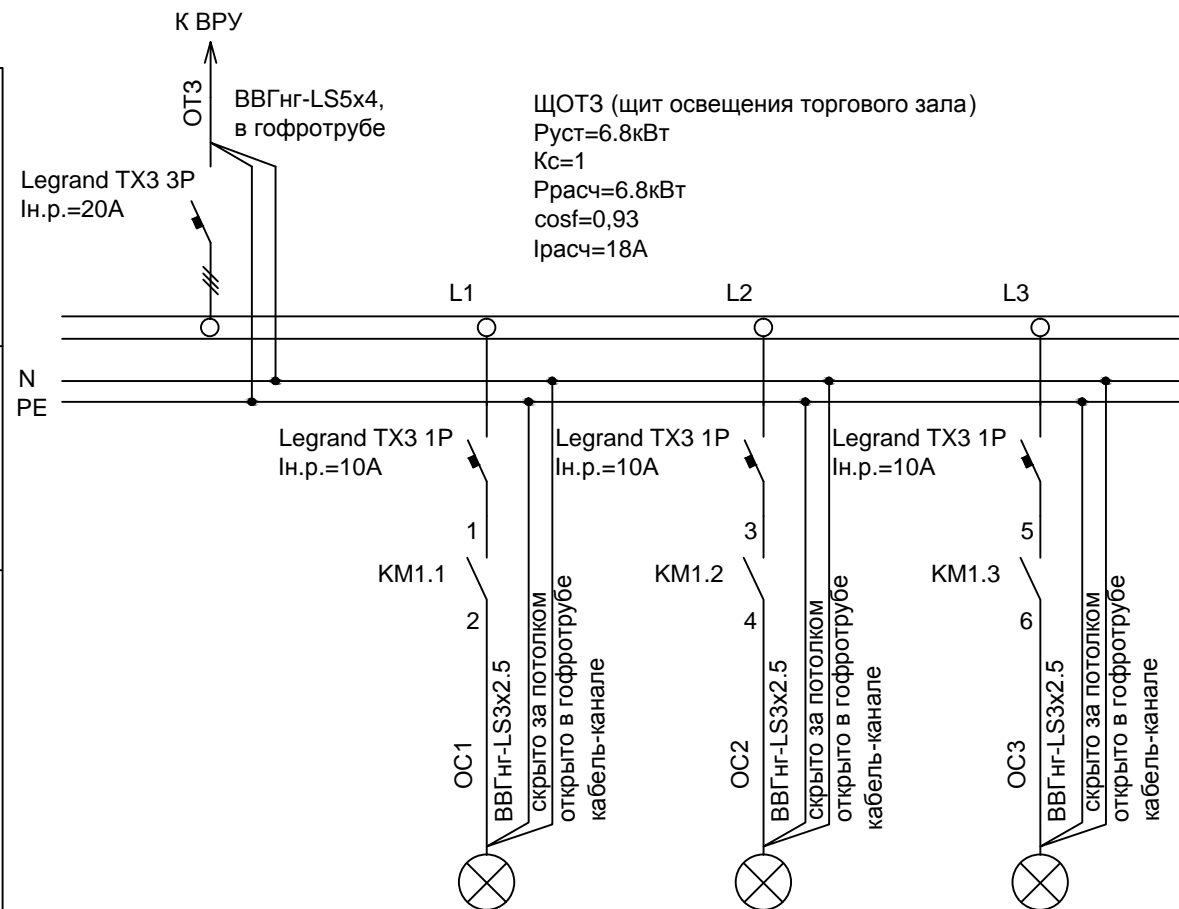 К ВРУ
ОТЗ
ВВГнг-LS5x4,
в гофротрубе
ЩОТЗ (щит освещения торгового зала)
Руст=6.8кВт
Кс=1
Ррасч=6.8кВт
cosf=0,93
Iрасч=18А
Legrand TX3 3P
Iн.р.=20А
L1
L2
L3
N
PE
Legrand TX3 1P
Iн.р.=10А
1
KM1.1
2
ОС1
ВВГнг-LS3x2.5
скрыто за потолком
открыто в гофротрубе
кабель-канале
Legrand TX3 1P
Iн.р.=10А
3
KM1.2
4
ОС2
ВВГнг-LS3x2.5
скрыто за потолком
открыто в гофротрубе
кабель-канале
Legrand TX3 1P
Iн.р.=10А
5
KM1.3
6
ОС3
ВВГнг-LS3x2.5
скрыто за потолком
открыто в гофротрубе
кабель-канале